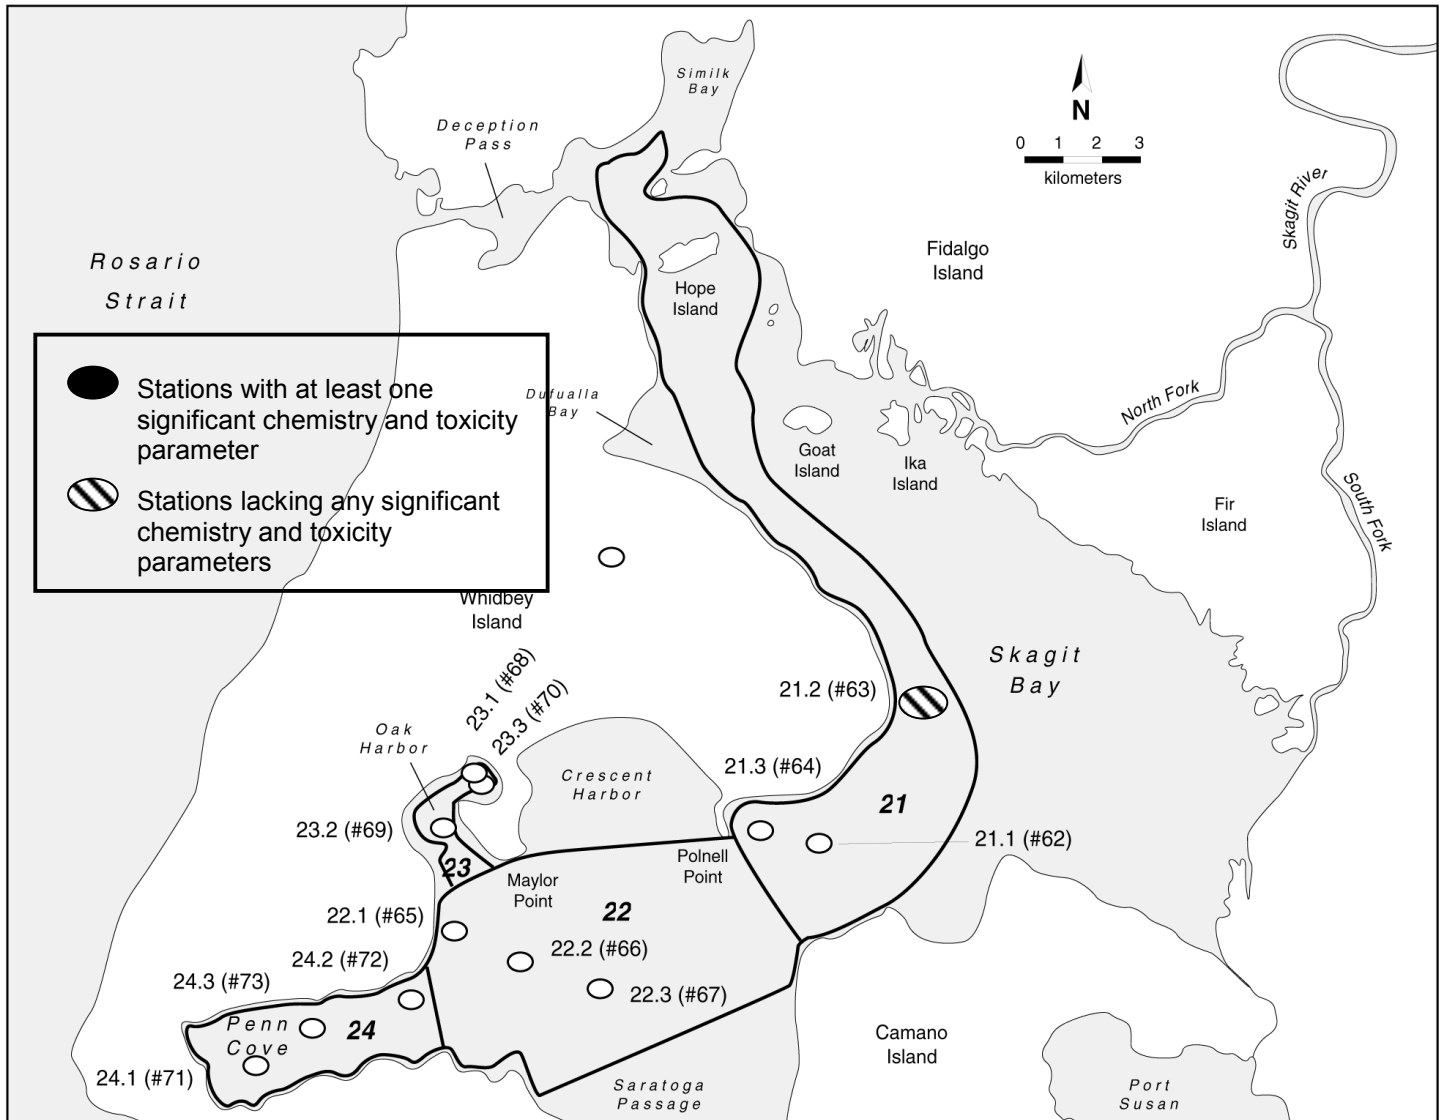 Similk
Bay
Deception
Pass
N
0 1 2 3
kilometers
Skagit River
Rosario
Strait
Fidalgo
Island
Hope
Island
Stations with at least one
significant chemistry and toxicity
parameter
Stations lacking any significant
chemistry and toxicity
parameters
Dufualla
Bay
North Fork
Goat
Island
Ika
Island
South Fork
Fir
Island
Whidbey
Island
Skagit
Bay
23.1 (#68)
23.3 (#70)
21.2 (#63)
Oak
Harbor
Crescent
Harbor
21.3 (#64)
21
23.2 (#69)
21.1 (#62)
23
Polnell
Point
Maylor
Point
22
22.1 (#65)
22.2 (#66)
24.2 (#72)
24.3 (#73)
22.3 (#67)
Penn
Cove
24
Camano
Island
24.1 (#71)
Saratoga
Passage
Port
Susan